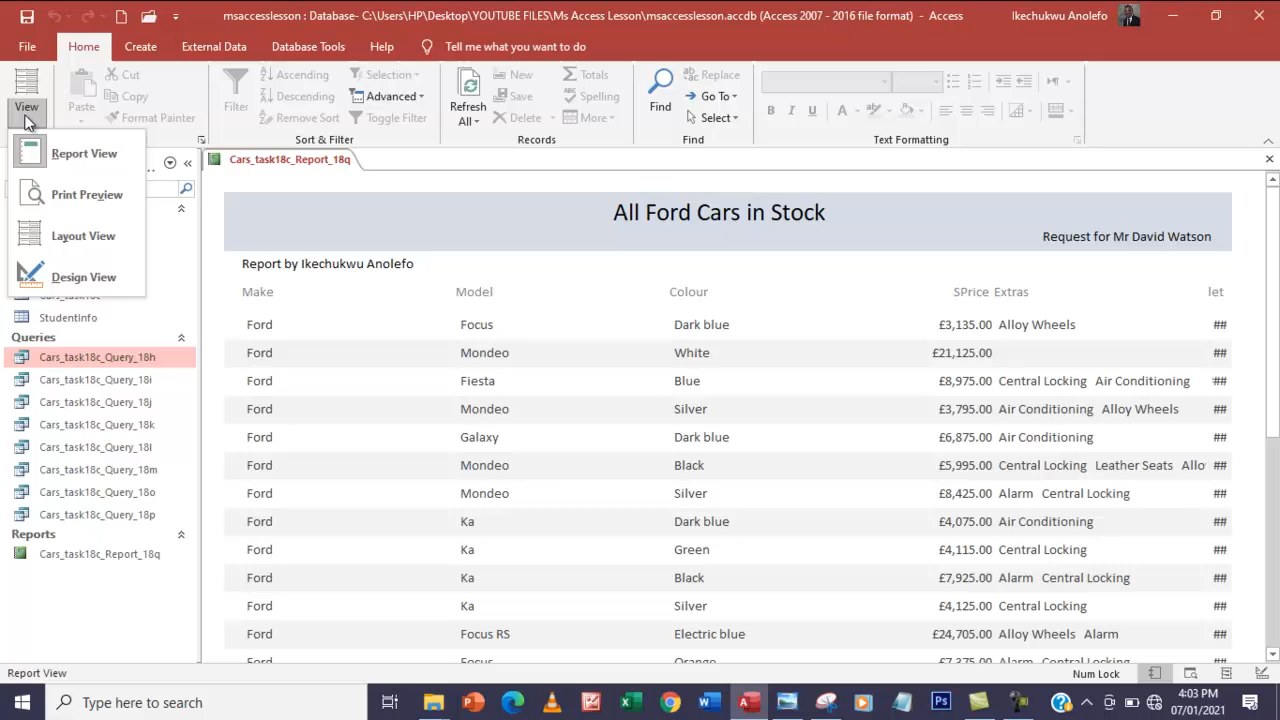 msaccesslesson : Database- C:\Users\HP\Desktop\YOUTUBE FILES\Ms Access Lesson\msaccesslesson.accdb (Access 2007 - 2016 file format) - Access
Ikechukwu Anolefo
File Home Create External Data Database Tools Help Tell me what you want to do
View
Paste
Cut
Copy
Format Painter
Filter
Ascending
Descending
Remove Sort
Selection
Advanced
Toggle Filter
Sort & Filter
Refresh
All
New
Save
Delete
Totals
Spelling
More
Records
Find
Replace
Go To
Select
Find
B I U A
Text Formatting
Report View
Print Preview
Layout View
Design View
StudentInfo
Queries
Cars_task18c_Query_18h
Cars_task18c_Query_18i
Cars_task18c_Query_18j
Cars_task18c_Query_18k
Cars_task18c_Query_18l
Cars_task18c_Query_18m
Cars_task18c_Query_18o
Cars_task18c_Query_18p
Reports
Cars_task18c_Report_18q
Cars_task18c_Report_18q
All Ford Cars in Stock
Request for Mr David Watson
Report by Ikechukwu Anolefo
Make Model Colour SPrice Extras let
Ford Focus Dark blue £3,135.00 Alloy Wheels ##
Ford Mondeo White £21,125.00 ##
Ford Fiesta Blue £8,975.00 Central Locking Air Conditioning ##
Ford Mondeo Silver £3,795.00 Air Conditioning Alloy Wheels ##
Ford Galaxy Dark blue £6,875.00 Air Conditioning ##
Ford Mondeo Black £5,995.00 Central Locking Leather Seats Allo ##
Ford Mondeo Silver £8,425.00 Alarm Central Locking ##
Ford Ka Dark blue £4,075.00 Air Conditioning ##
Ford Ka Green £4,115.00 Central Locking ##
Ford Ka Black £7,925.00 Alarm Central Locking ##
Ford Ka Silver £4,125.00 Central Locking ##
Ford Focus RS Electric blue £24,705.00 Alloy Wheels Alarm ##
Ford Focus Orange £7,375.00 Alarm Central Locking ##
Report View
Num Lock
Type here to search
4:03 PM
07/01/2021